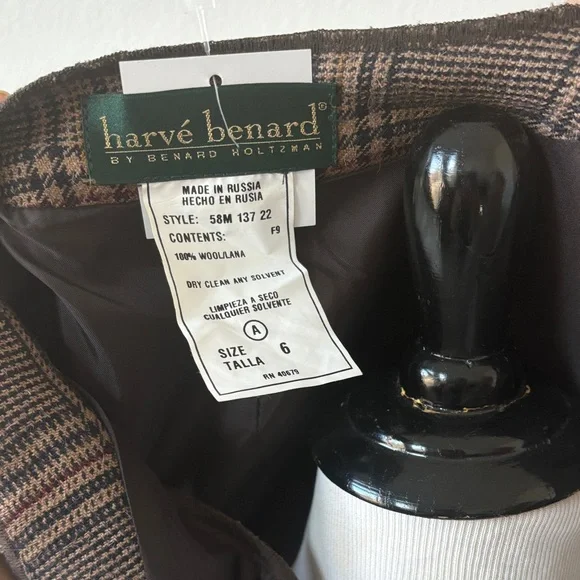 harvé benard®
BY BENARD HOLTZMAN
MADE IN RUSSIA
HECHO EN RUSIA
STYLE: 58M 137 22
CONTENTS: F9
100% WOOL/LANA
DRY CLEAN ANY SOLVENT
LIMPIEZA A SECO
CUALQUIER SOLVENTE
A
SIZE
TALLA 6
RN 40679